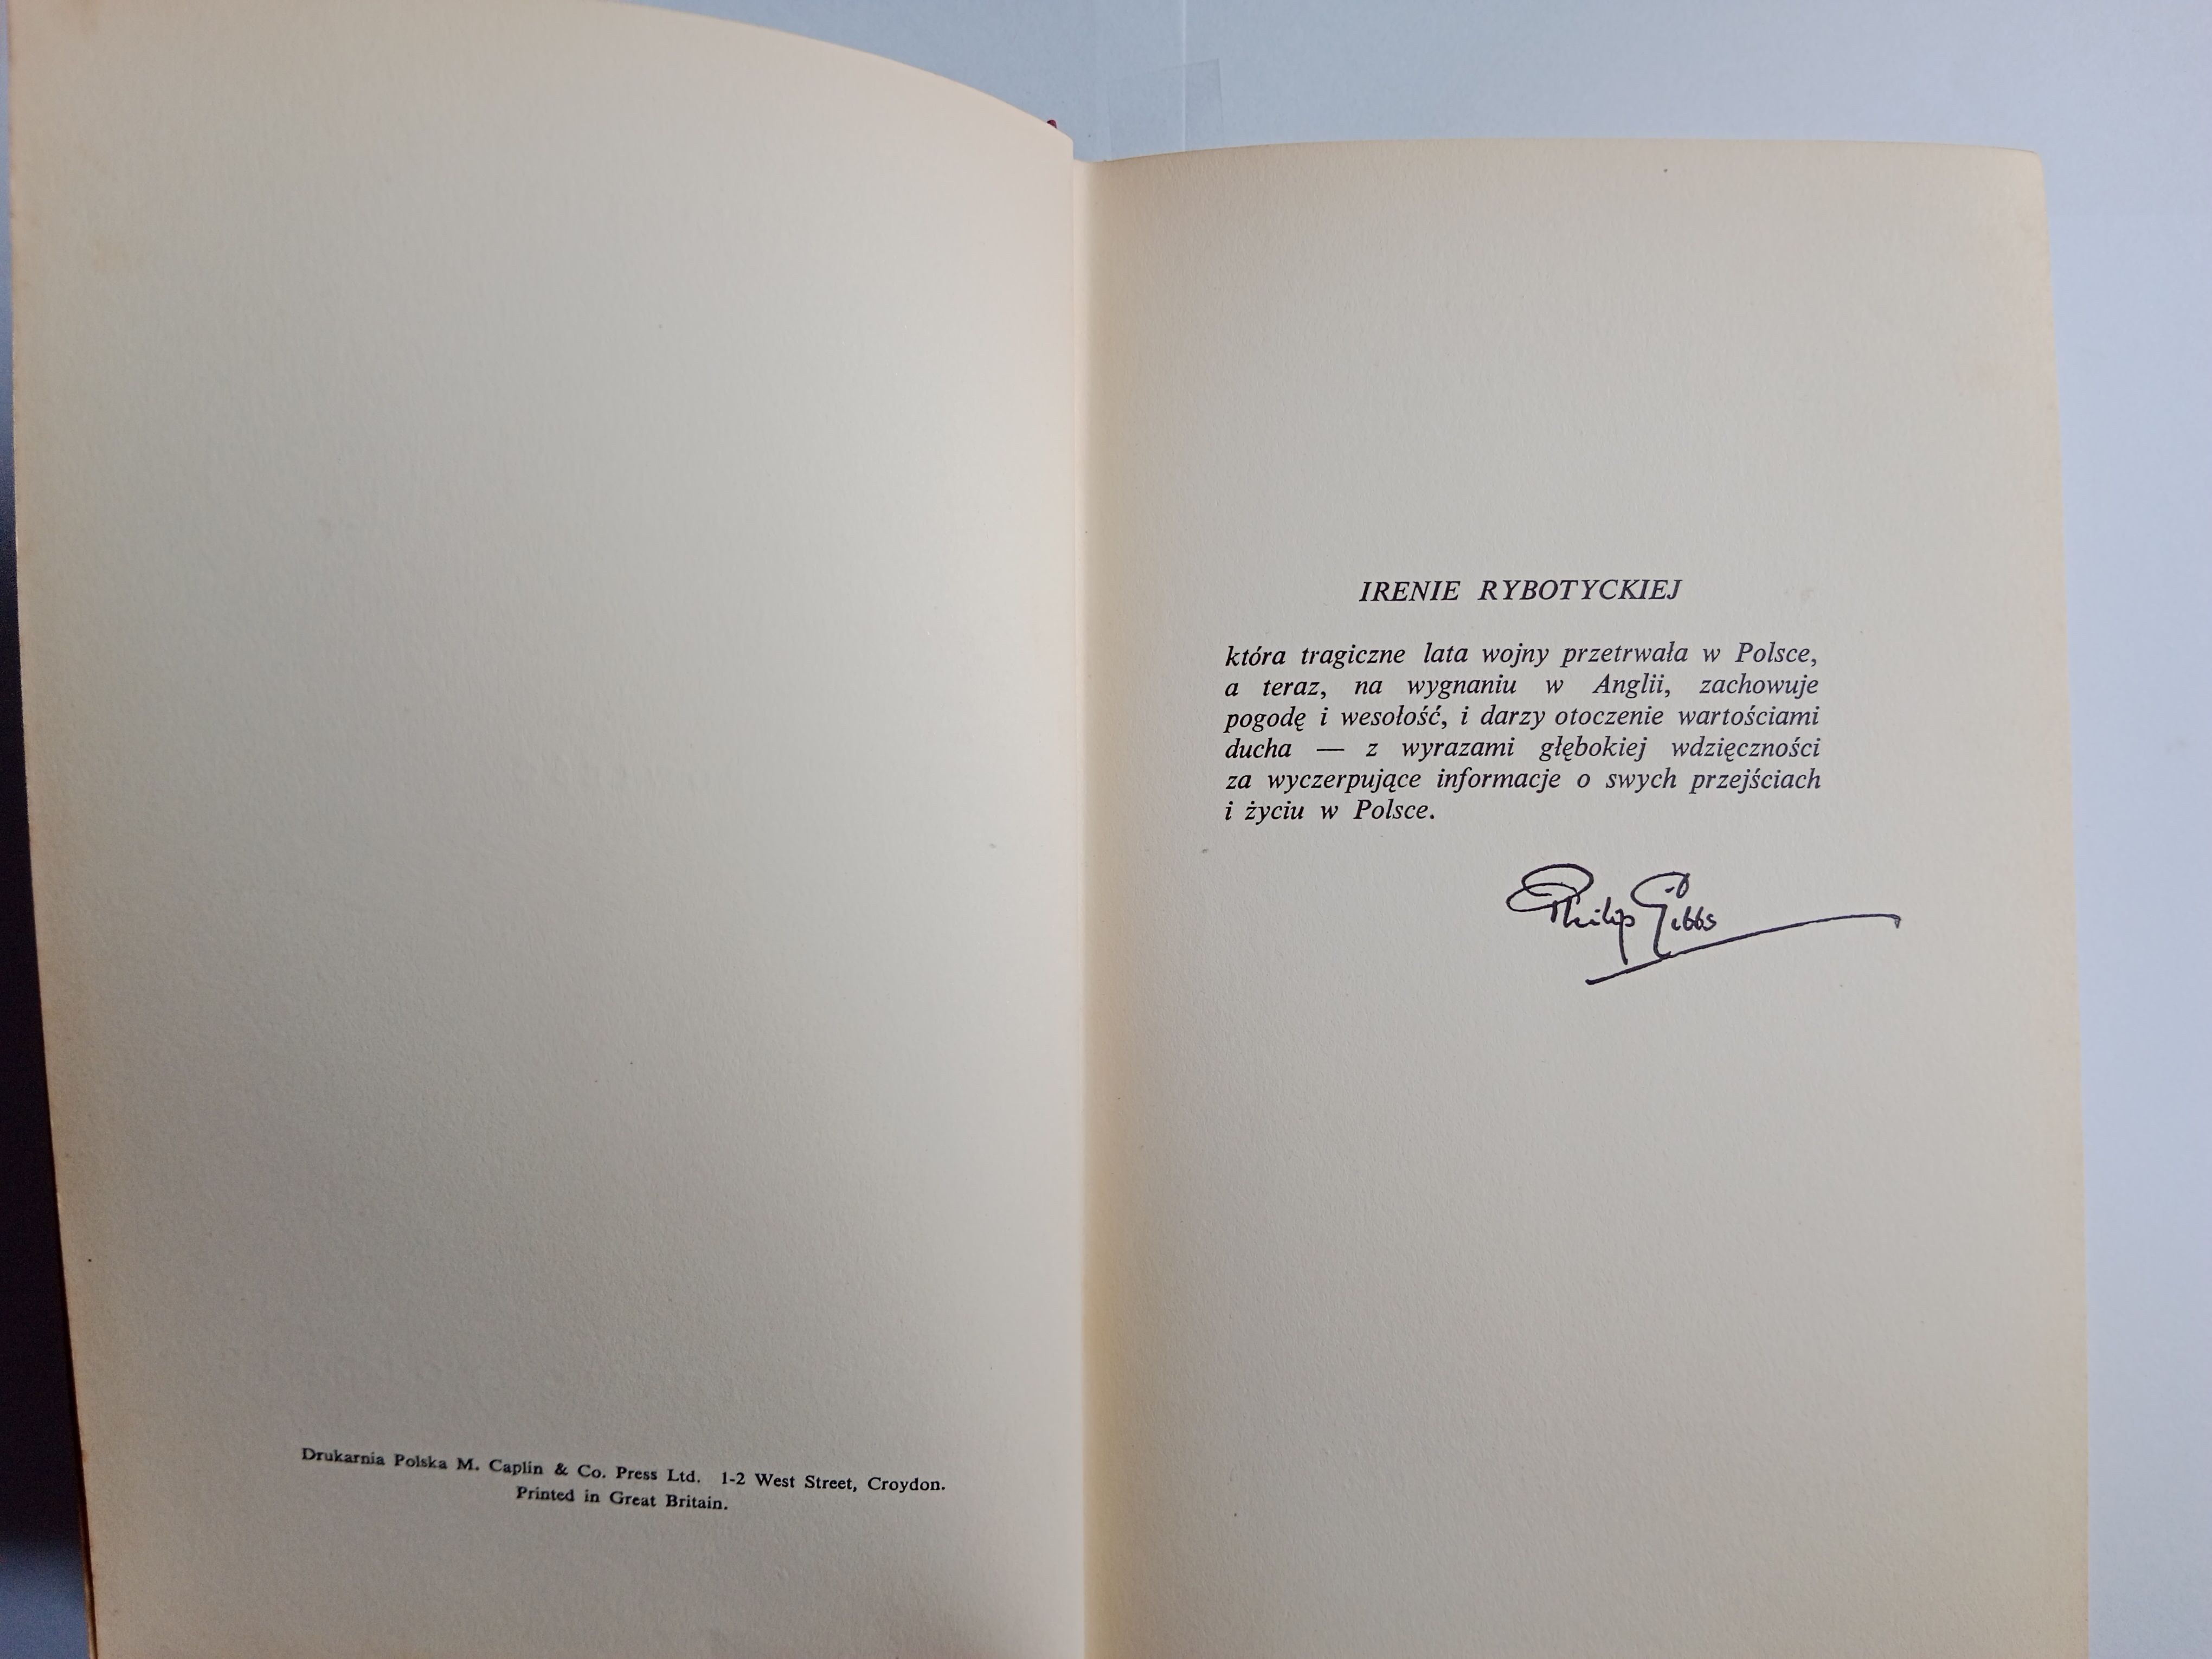 Drukarnia Polska M. Caplin & Co. Press Ltd. 1-2 West Street, Croydon.
Printed in Great Britain.
IRENIE RYBOTYCKIEJ
która tragiczne lata wojny przetrwała w Polsce,
a teraz, na wygnaniu w Anglii, zachowuje
pogodę i wesołość, i darzy otoczenie wartościami
ducha — z wyrazami głębokiej wdzięczności
za wyczerpujące informacje o swych przejściach
i życiu w Polsce.
Philip Gibbs